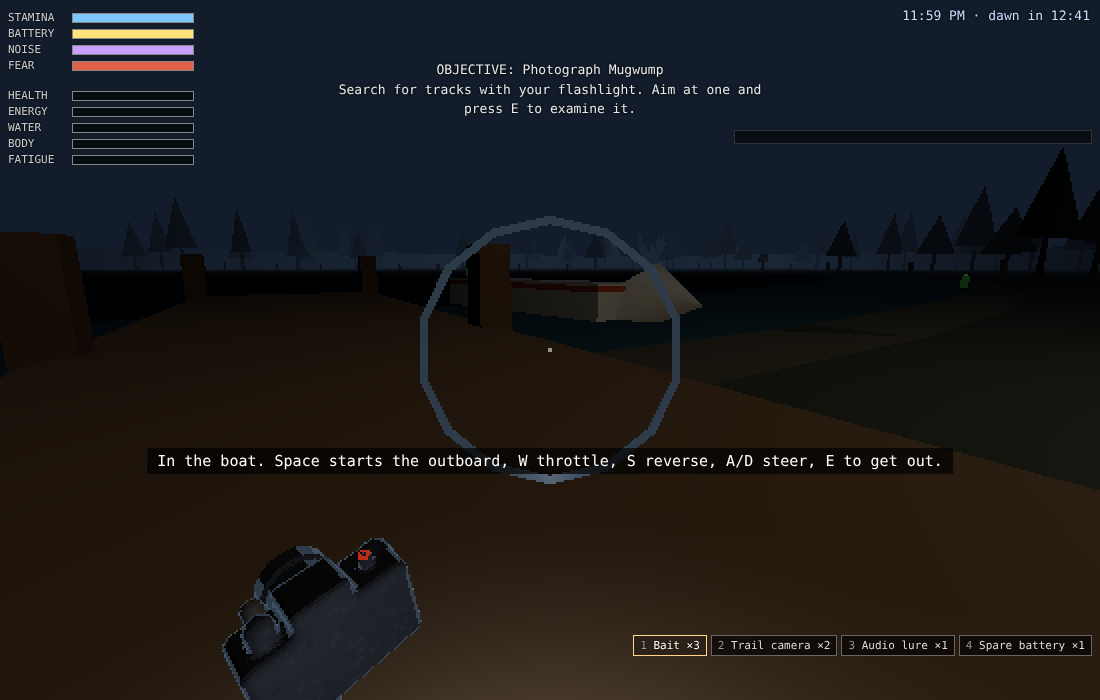 STAMINA
BATTERY
NOISE
FEAR
HEALTH
ENERGY
WATER
BODY
FATIGUE
11:59 PM · dawn in 12:41
OBJECTIVE: Photograph Mugwump
Search for tracks with your flashlight. Aim at one and
press E to examine it.
In the boat. Space starts the outboard, W throttle, S reverse, A/D steer, E to get out.
1 Bait ×3
2 Trail camera ×2
3 Audio lure ×1
4 Spare battery ×1